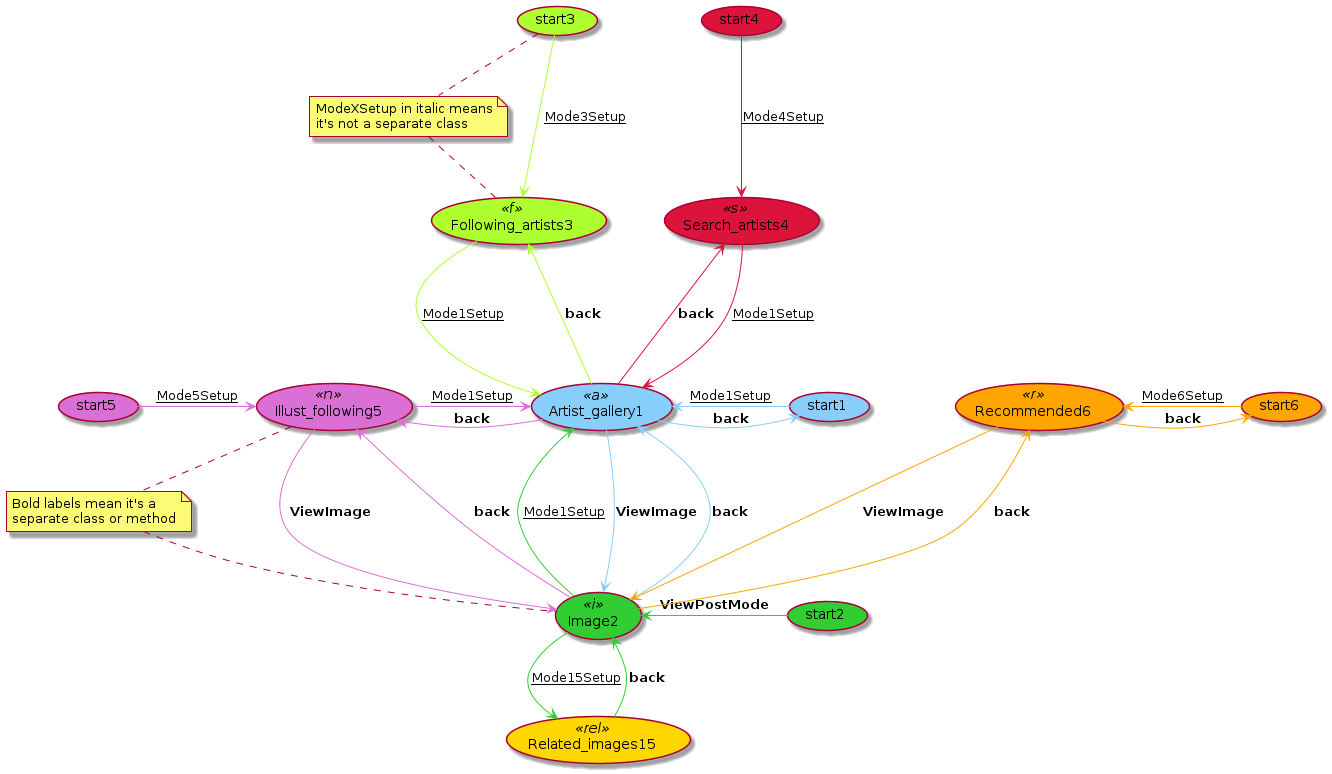 start3
start4
ModeXSetup in italic means
it's not a separate class
Mode3Setup
Mode4Setup
«f»
Following_artists3
«s»
Search_artists4
Mode1Setup
back
back
Mode1Setup
start5
Mode5Setup
«n»
Illust_following5
Mode1Setup
back
«a»
Artist_gallery1
Mode1Setup
back
start1
«r»
Recommended6
Mode6Setup
back
start6
Bold labels mean it's a
separate class or method
ViewImage
back
Mode1Setup
ViewImage
back
ViewImage
back
«i»
Image2
ViewPostMode
start2
Mode15Setup
back
«rel»
Related_images15